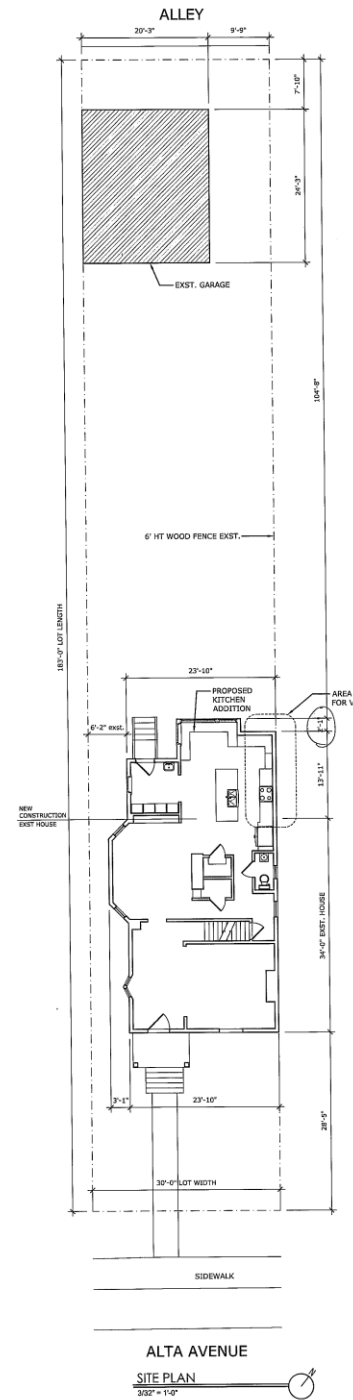 ALLEY
20'-3"
9'-9"
7'-10"
24'-3"
EXST. GARAGE
104'-8"
6' HT WOOD FENCE EXST.
183'-0" LOT LENGTH
23'-10"
PROPOSED
KITCHEN
ADDITION
AREA
FOR V
6'-2" exst.
13'-11"
NEW
CONSTRUCTION
EXST HOUSE
34'-0" EXST. HOUSE
3'-1"
23'-10"
28'-5"
30'-0" LOT WIDTH
SIDEWALK
ALTA AVENUE
SITE PLAN
3/32" = 1'-0"
N